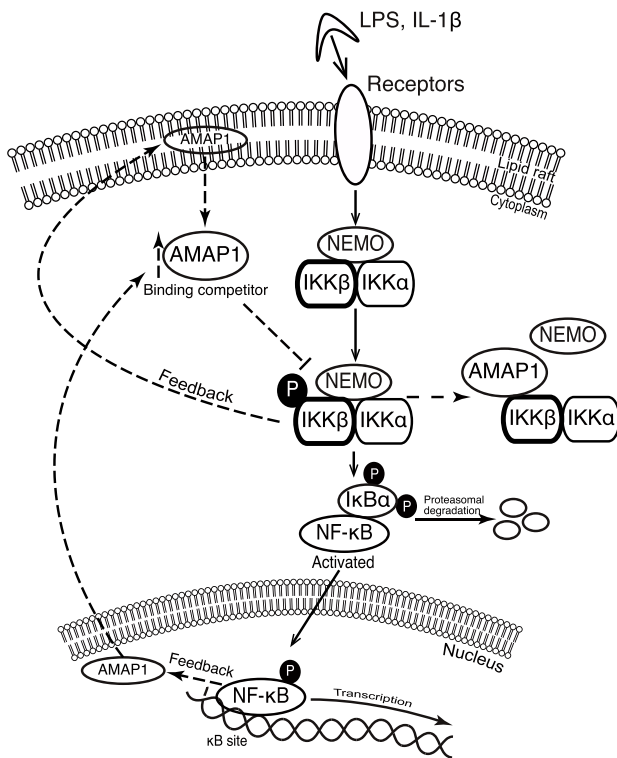 LPS, IL-1β
Receptors
AMAP1
Lipid raft
Cytoplasm
AMAP1
Binding competitor
NEMO
IKKβ
IKKα
NEMO
AMAP1
IKKβ
IKKα
P
NEMO
IKKβ
IKKα
Feedback
P
IκBα
P
Proteasomal
degradation
NF-κB
Activated
Nucleus
AMAP1
Feedback
P
NF-κB
Transcription
κB site